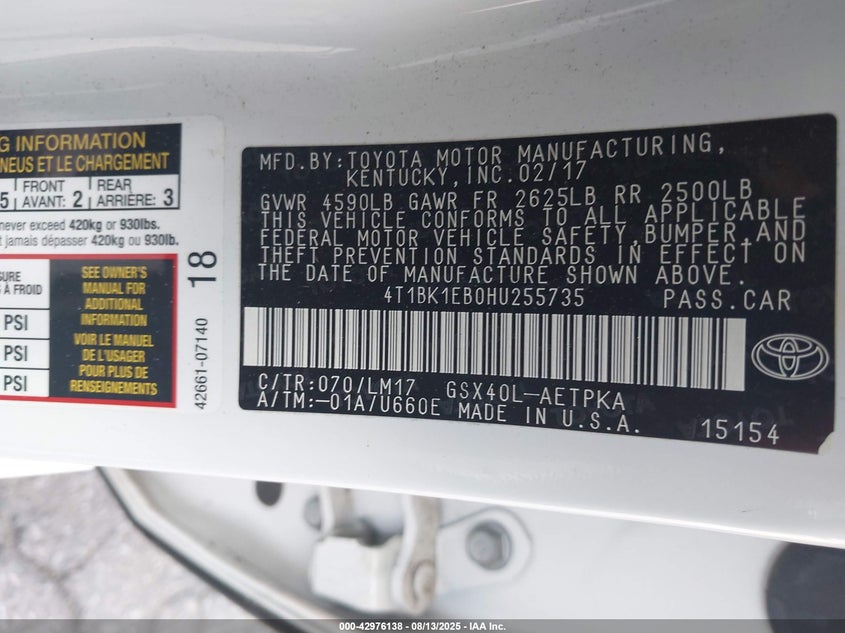 G INFORMATION
NEUS ET LE CHARGEMENT
5 FRONT AVANT: 2 REAR ARRIÈRE: 3
never exceed 420kg or 930lbs.
t jamais dépasser 420kg ou 930lb.
SURE
À FROID
PSI
PSI
PSI
SEE OWNER'S
MANUAL FOR
ADDITIONAL
INFORMATION
VOIR LE MANUEL
DE L'USAGER
POUR PLUS DE
RENSEIGNEMENTS
18
42661-07140
MFD.BY:TOYOTA MOTOR MANUFACTURING,
KENTUCKY,INC.02/17
GVWR 4590LB GAWR FR 2625LB RR 2500LB
THIS VEHICLE CONFORMS TO ALL APPLICABLE
FEDERAL MOTOR VEHICLE SAFETY,BUMPER,AND
THEFT PREVENTION STANDARDS IN EFFECT ON
THE DATE OF MANUFACTURE SHOWN ABOVE.
4T1BK1EB0HU255735 PASS.CAR
C/TR:070/LM17 GSX40L-AETPKA
A/TM:-01A/U660E MADE IN U.S.A.
15154
000-42976138 - 08/13/2025 - IAA Inc.